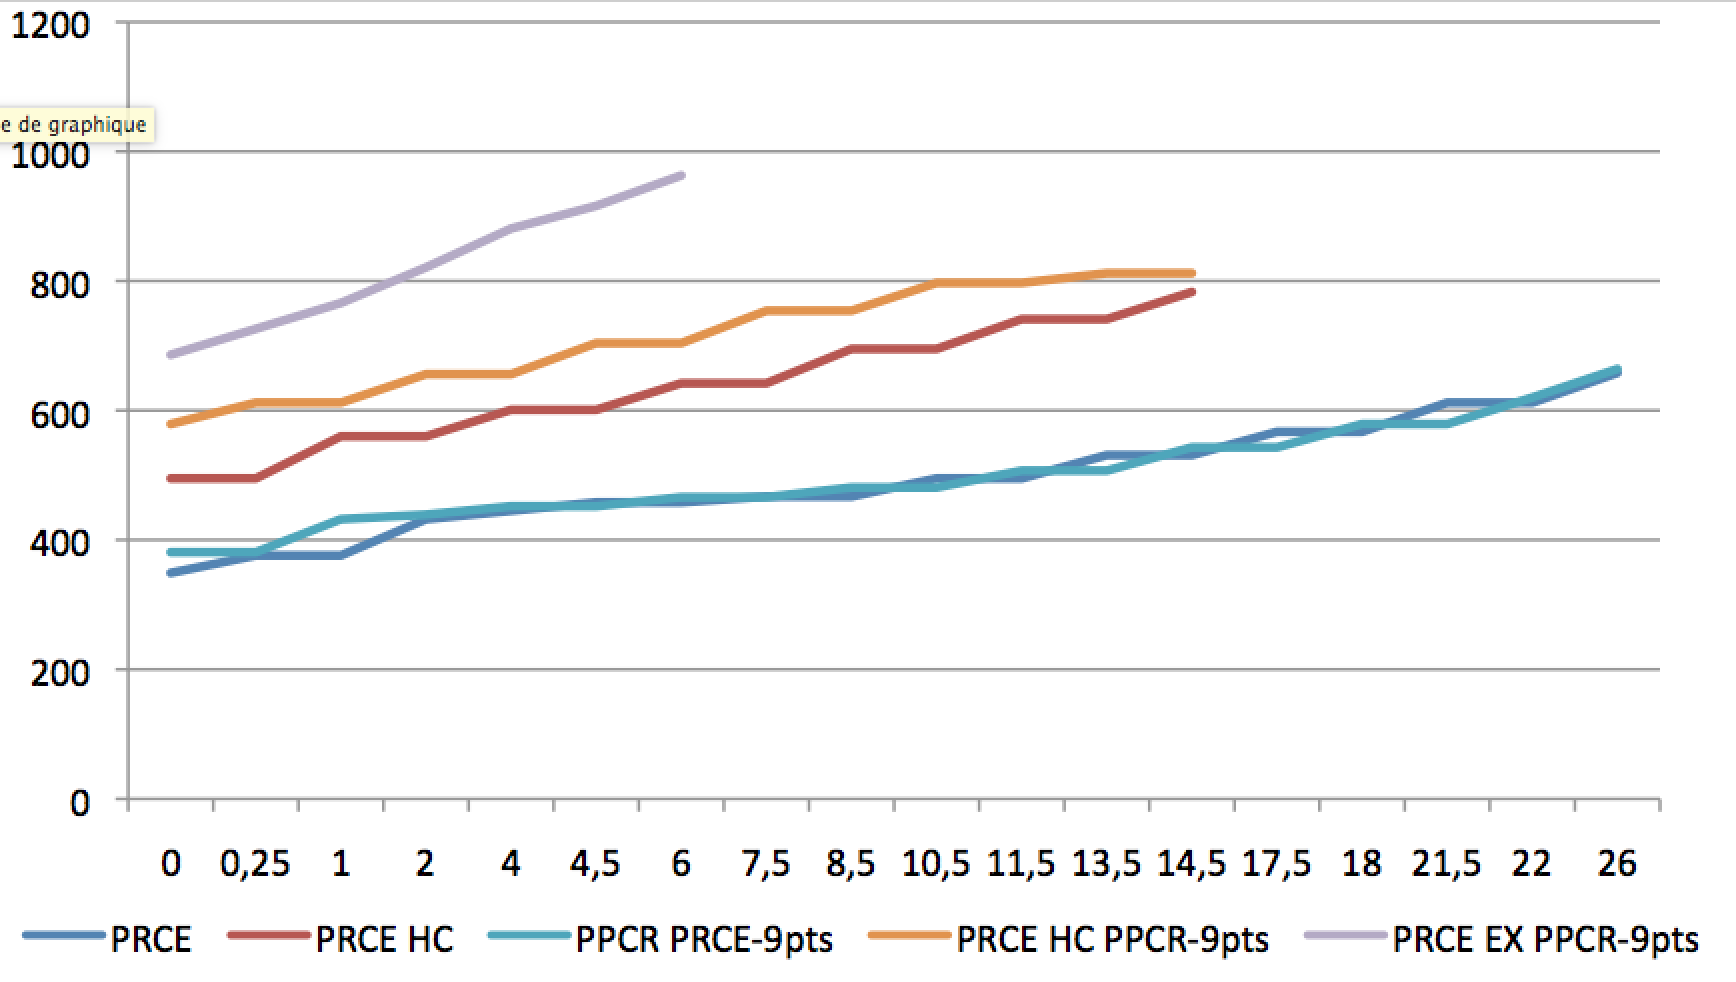 1200
e de graphique
1000
800
600
400
200
0
0 0,25 1 2 4 4,5 6 7,5 8,5 10,5 11,5 13,5 14,5 17,5 18 21,5 22 26
PRCE PRCE HC PPCR PRCE-9pts PRCE HC PPCR-9pts PRCE EX PPCR-9pts